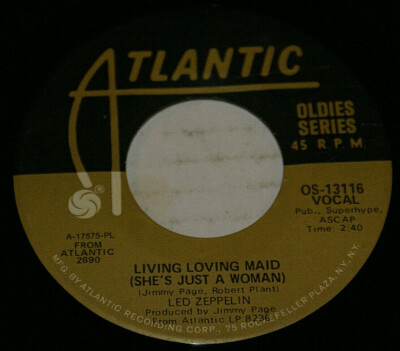 ATLANTIC
OLDIES
SERIES
45 R.P.M.
OS-13116
VOCAL
Pub., Superhype,
ASCAP
Time: 2:40
A-17575-PL
FROM
ATLANTIC
2690
LIVING LOVING MAID
(SHE'S JUST A WOMAN)
(Jimmy Page, Robert Plant)
LED ZEPPELIN
Produced by Jimmy Page
From Atlantic LP 8236
MFG. BY ATLANTIC RECORDING CORP., 75 ROCKEFELLER PLAZA, N.Y. N.Y.